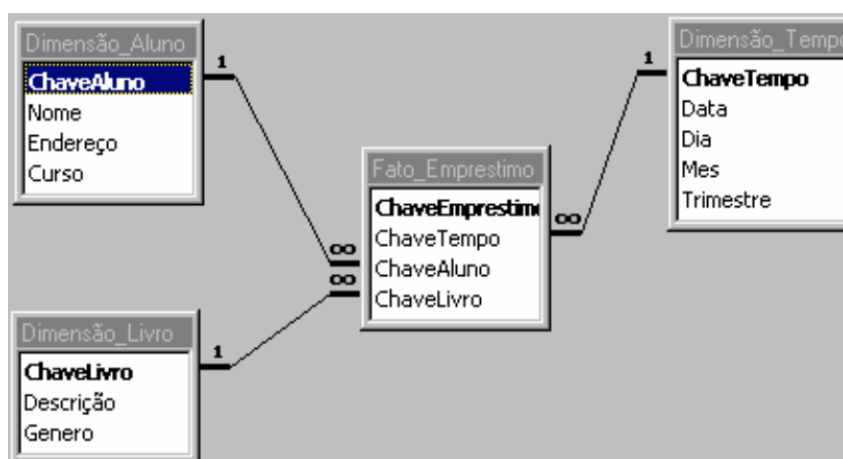 Dimensão_Aluno
ChaveAluno
Nome
Endereço
Curso
1
Dimensão_Tempo
ChaveTempo
Data
Dia
Mes
Trimestre
1
Fato_Emprestimo
ChaveEmprestimo
ChaveTempo
ChaveAluno
ChaveLivro
∞
∞
∞
Dimensão_Livro
ChaveLivro
Descrição
Genero
1